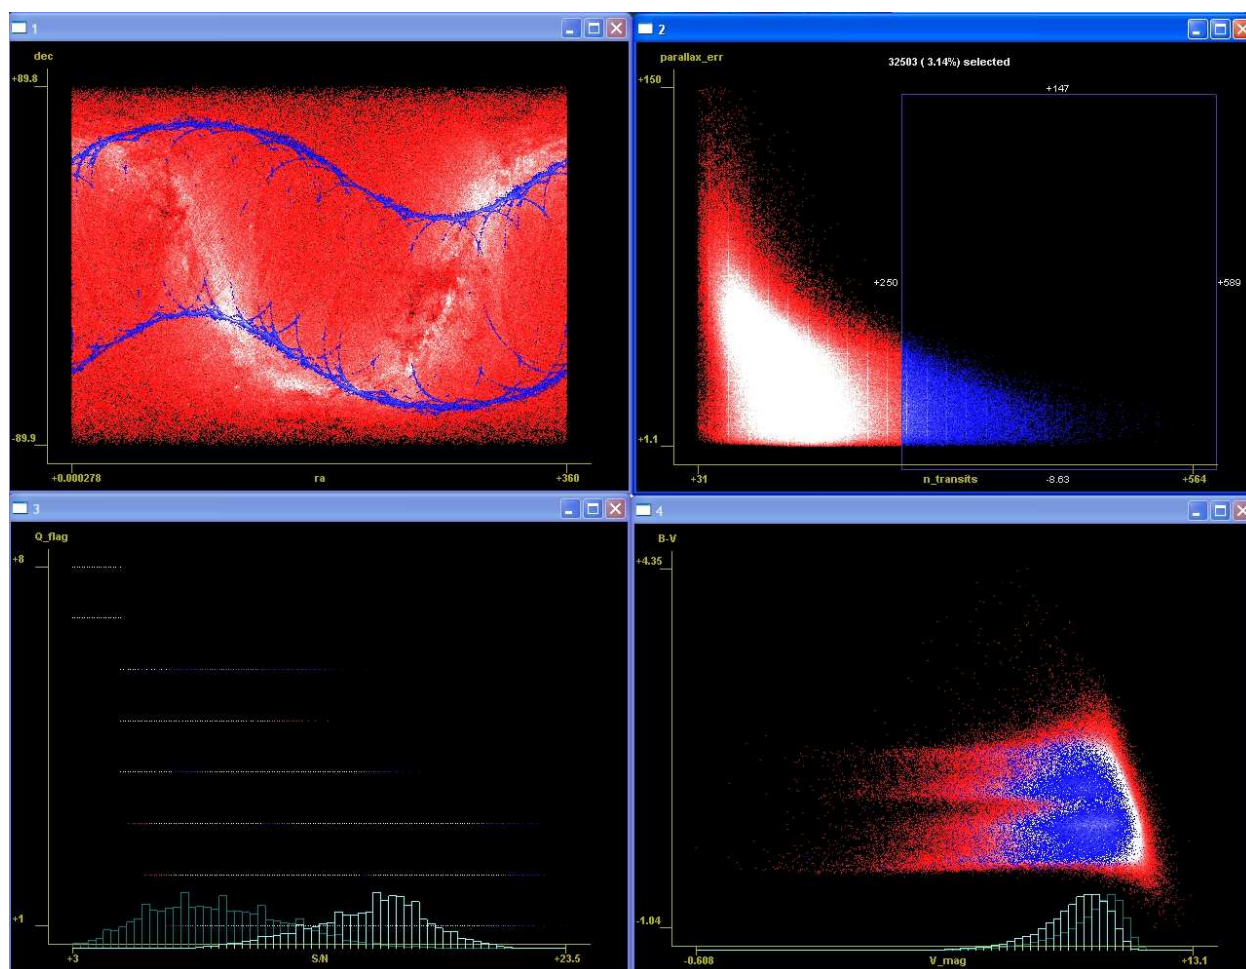 1
dec
+89.8
-89.9
+0.000278
ra
+360
2
parallax_err
32503 ( 3.14%) selected
+150
+147
+250
+589
+1.1
+31
n_transits
-8.63
+564
3
Q_flag
+8
+1
+3
S/N
+23.5
4
B-V
+4.35
-1.04
-0.608
V_mag
+13.1